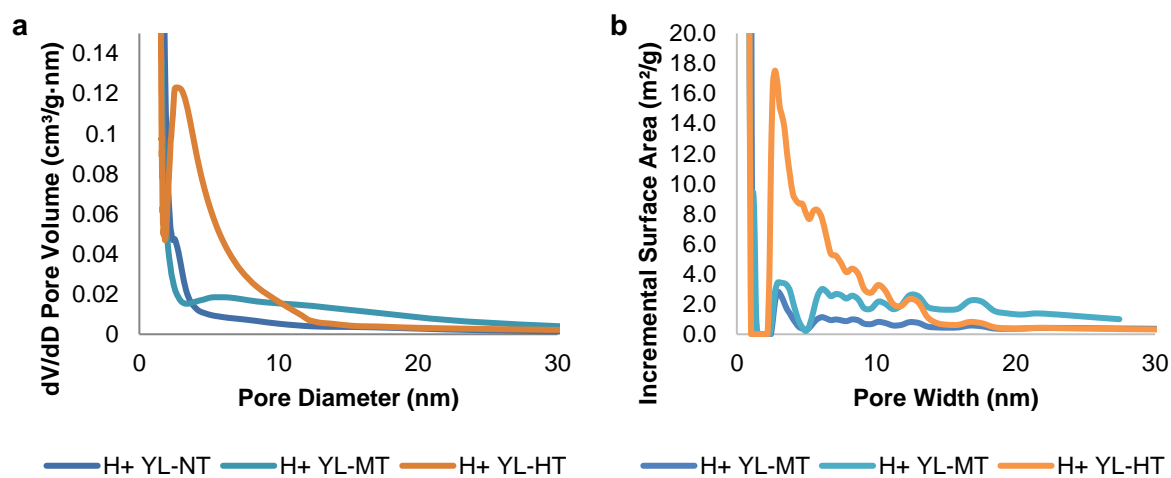 a
dV/dD Pore Volume (cm³/g·nm)
0.14
0.12
0.1
0.08
0.06
0.04
0.02
0
0 10 20 30
Pore Diameter (nm)
H+ YL-NT H+ YL-MT H+ YL-HT
b
Incremental Surface Area (m²/g)
20.0
18.0
16.0
14.0
12.0
10.0
8.0
6.0
4.0
2.0
0.0
0 10 20 30
Pore Width (nm)
H+ YL-MT H+ YL-MT H+ YL-HT